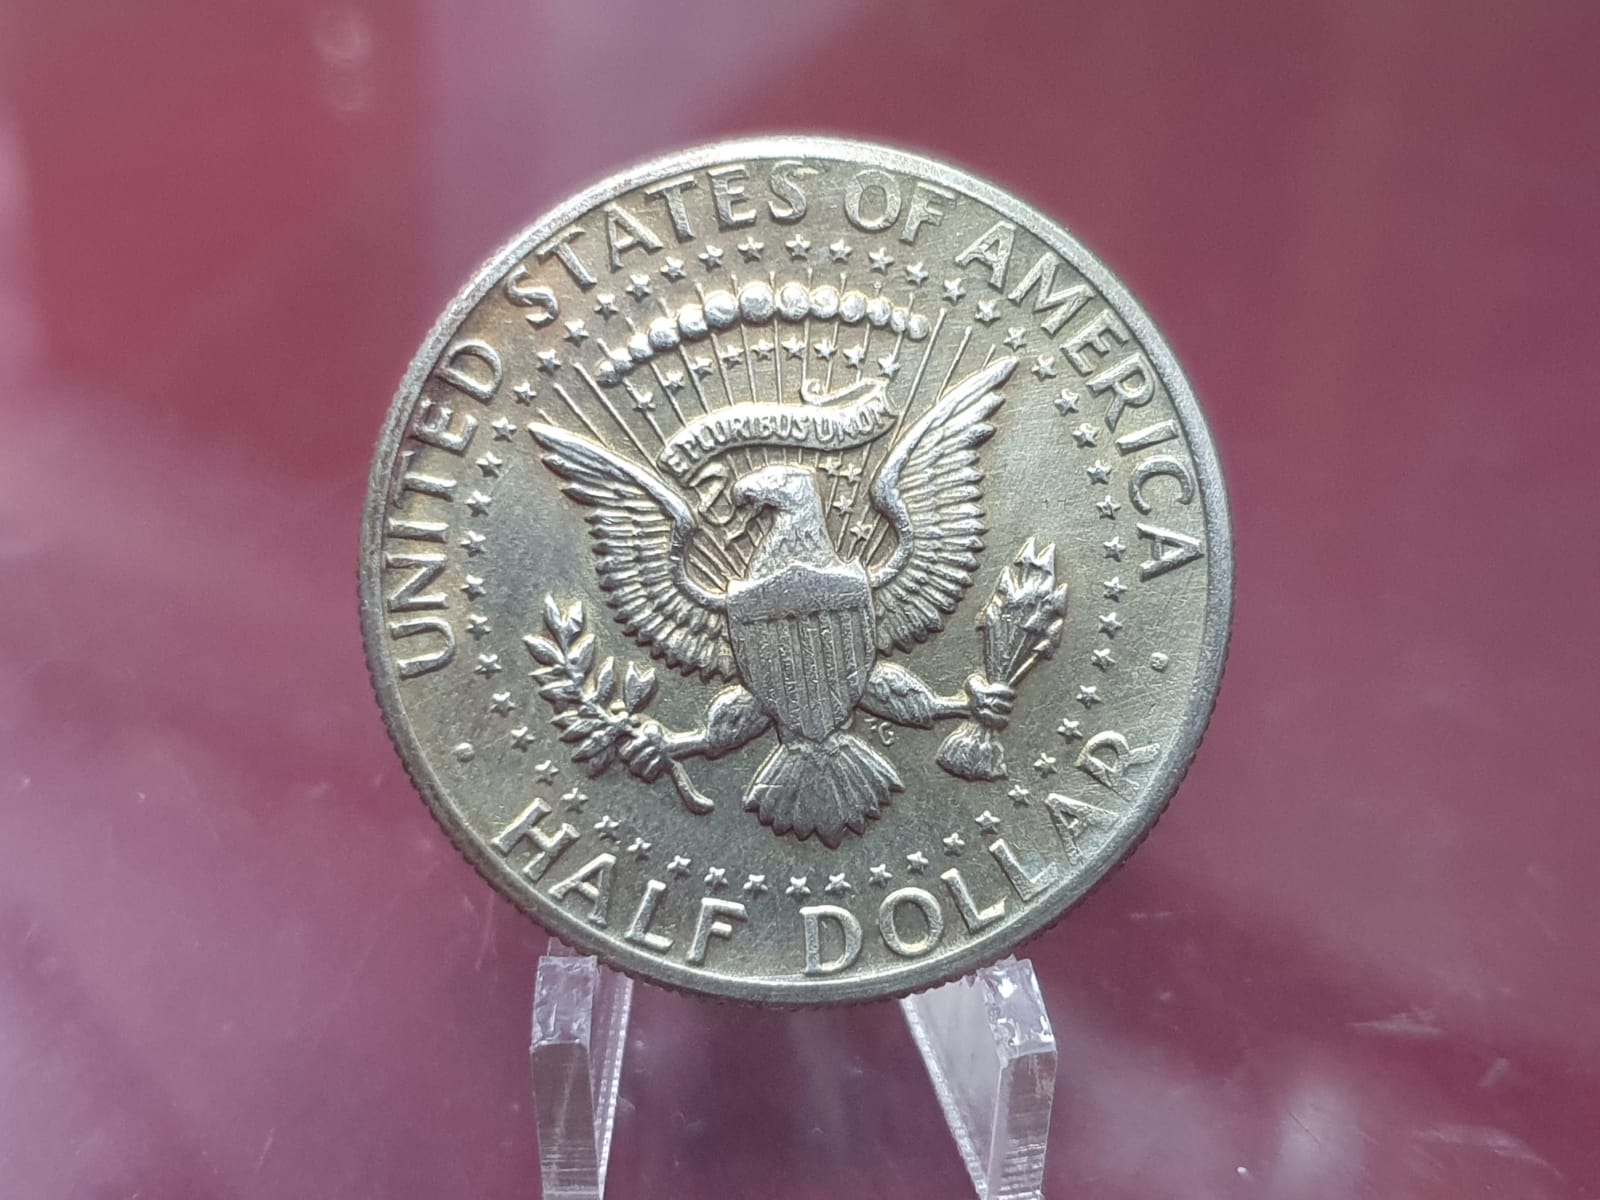 UNITED STATES OF AMERICA
E PLURIBUS UNUM
FG
HALF DOLLAR